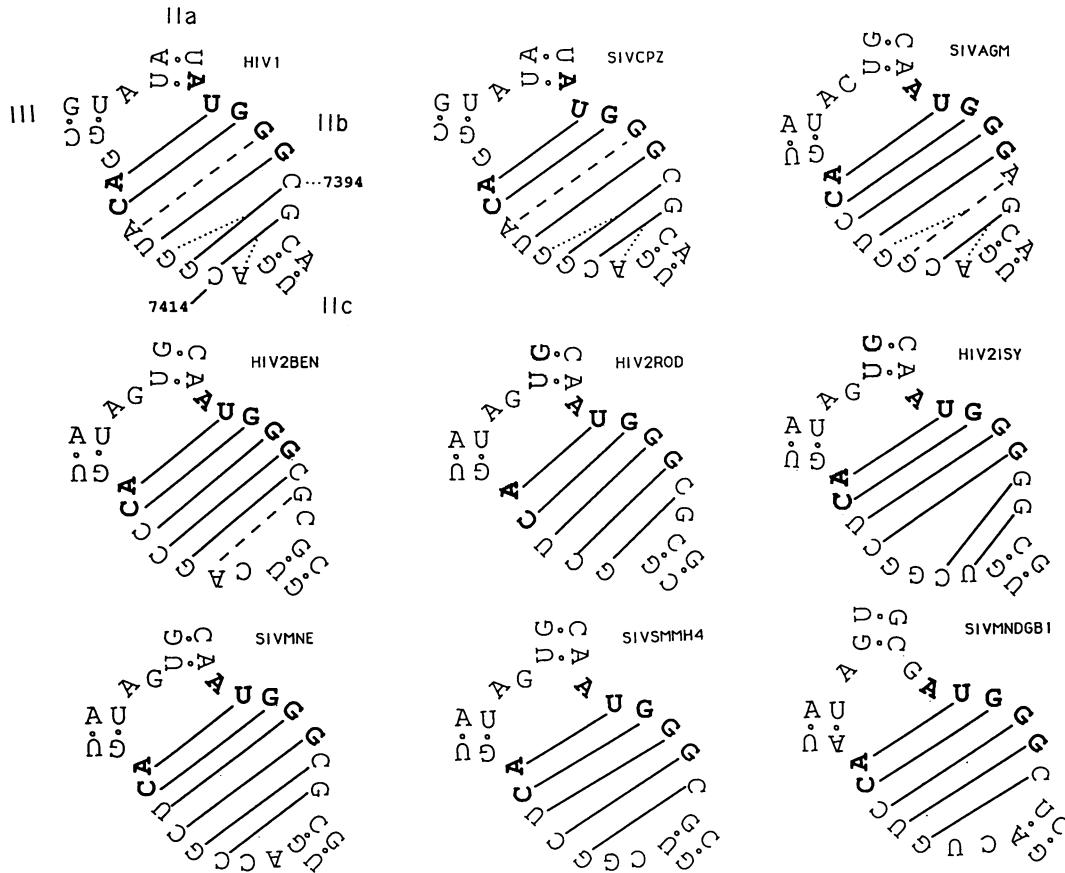 IIa
HIV1
III
IIb
IIc
G U A U A
U A U G G G C G C A
U G A C G G U A C A G G C
7394
7414
SIVCPZ
G U A U A
U A U G G G C G C A
U G A C G G U A C A G G C
SIVAGM
A U A C U G
C A A U G G G A G C A
U G A C G G U C C A G U
HIV2BEN
A U A G U G
C A A U G G G C G C G C
G G U C A G C C C A G U
HIV2ROD
A U A G U G
C A A U G G G C G C G
C G G C U C A G U
HIV2ISY
A U A G U G
C A A U G G G G G C G
U G U C G G C U C A G U
SIVMNE
A U A G U G
C A A U G G G C G C G
U G A C C G C U C A G U
SIVSMMH4
A U A G U G
C A A U G G G C G U C
G G C C G C U C A G U
SIVMNDGB1
A U A G U
G C G A U G G G C U C
G A C U G U C C A A U